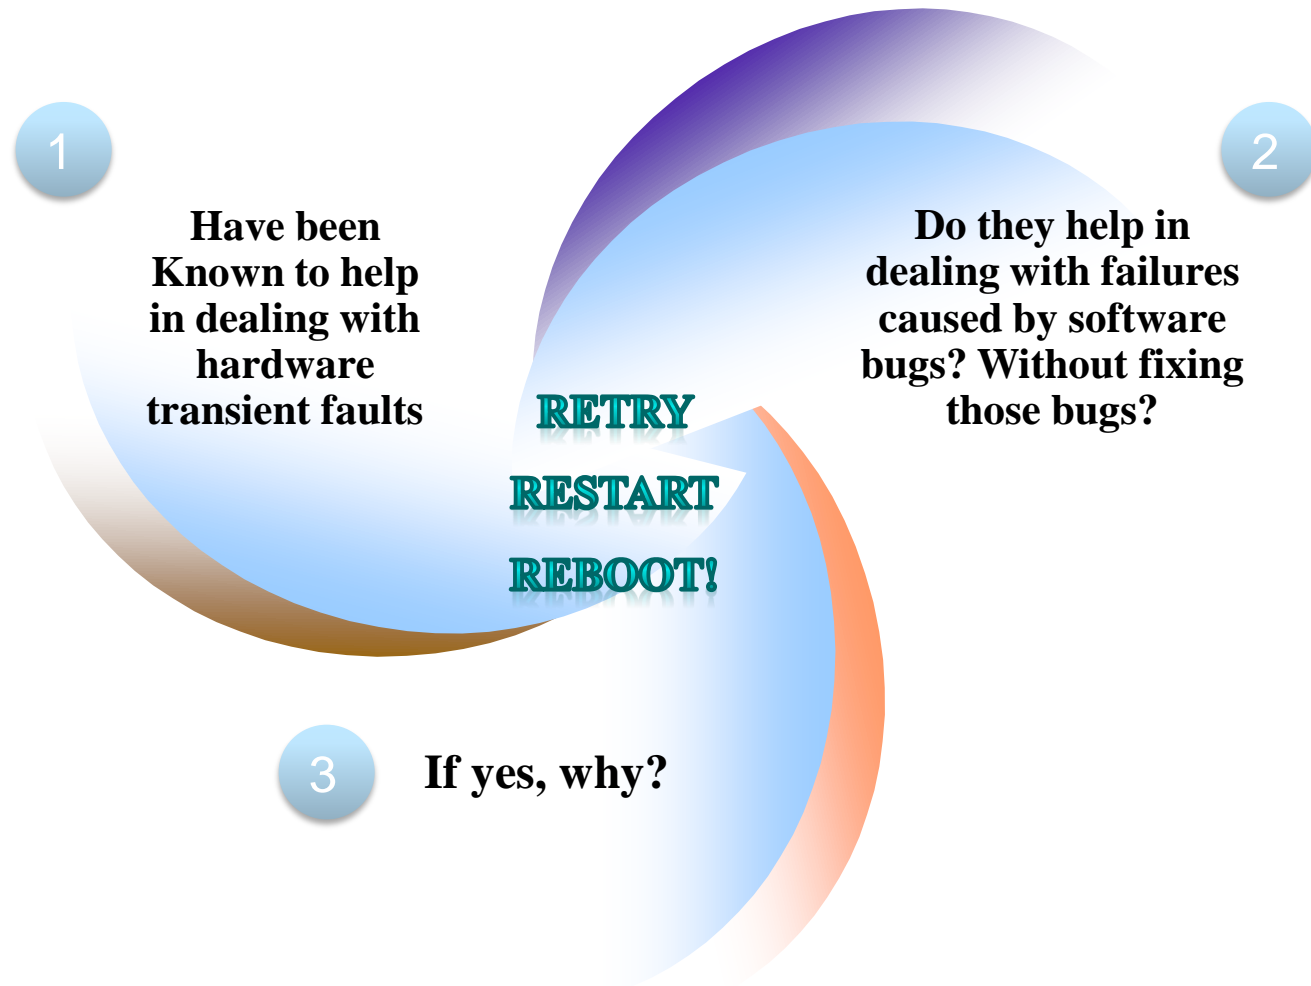 1
Have been
Known to help
in dealing with
hardware
transient faults
2
Do they help in
dealing with failures
caused by software
bugs? Without fixing
those bugs?
RETRY
RESTART
REBOOT!
3
If yes, why?